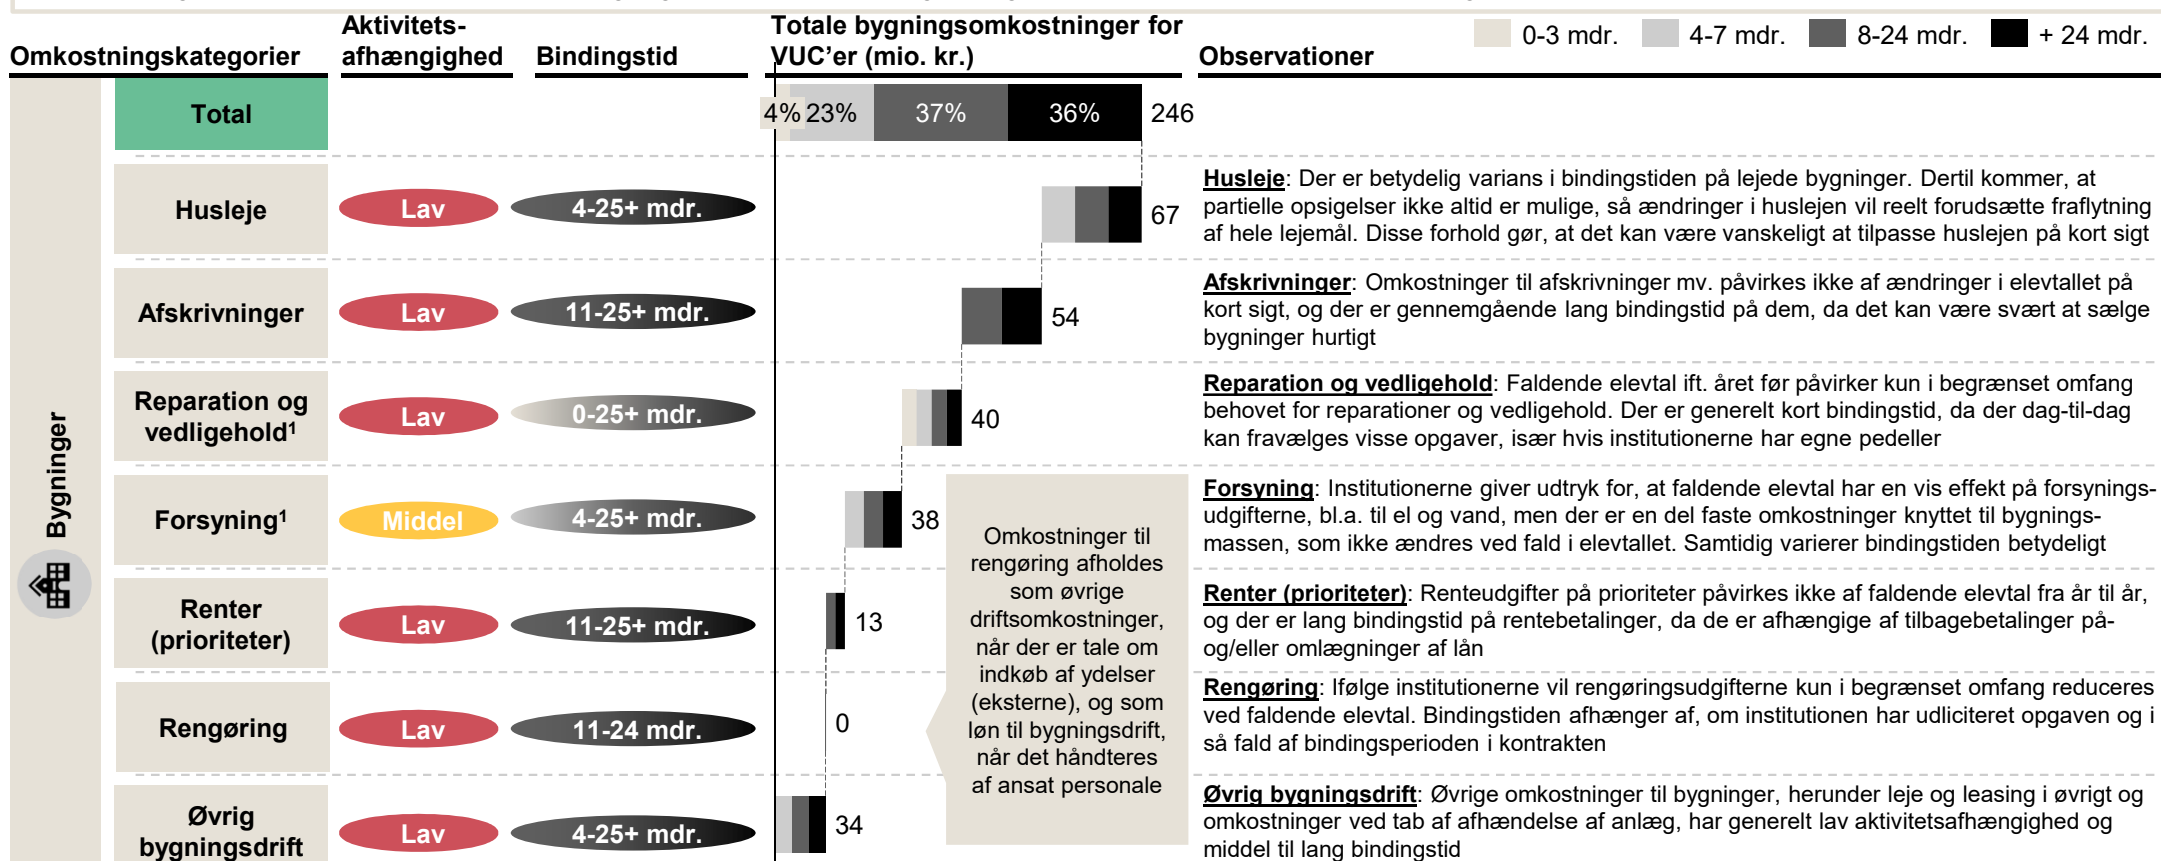 Omkostningskategorier
Aktivitets-
afhængighed
Bindingstid
Totale bygningsomkostninger for
VUC’er (mio. kr.)
Observationer
0-3 mdr.
4-7 mdr.
8-24 mdr.
+ 24 mdr.
Bygninger
Total
4%
23%
37%
36%
246
Husleje
Lav
4-25+ mdr.
67
Husleje: Der er betydelig varians i bindingstiden på lejede bygninger. Dertil kommer, at
partielle opsigelser ikke altid er mulige, så ændringer i huslejen vil reelt forudsætte fraflytning
af hele lejemål. Disse forhold gør, at det kan være vanskeligt at tilpasse huslejen på kort sigt
Afskrivninger
Lav
11-25+ mdr.
54
Afskrivninger: Omkostninger til afskrivninger mv. påvirkes ikke af ændringer i elevtallet på
kort sigt, og der er gennemgående lang bindingstid på dem, da det kan være svært at sælge
bygninger hurtigt
Reparation og
vedligehold¹
Lav
0-25+ mdr.
40
Reparation og vedligehold: Faldende elevtal ift. året før påvirker kun i begrænset omfang
behovet for reparationer og vedligehold. Der er generelt kort bindingstid, da der dag-til-dag
kan fravælges visse opgaver, især hvis institutionerne har egne pedeller
Forsyning¹
Middel
4-25+ mdr.
38
Forsyning: Institutionerne giver udtryk for, at faldende elevtal har en vis effekt på forsynings-
udgifterne, bl.a. til el og vand, men der er en del faste omkostninger knyttet til bygnings-
massen, som ikke ændres ved fald i elevtallet. Samtidig varierer bindingstiden betydeligt
Renter
(prioriteter)
Lav
11-25+ mdr.
13
Renter (prioriteter): Renteudgifter på prioriteter påvirkes ikke af faldende elevtal fra år til år,
og der er lang bindingstid på rentebetalinger, da de er afhængige af tilbagebetalinger på-
og/eller omlægninger af lån
Rengøring
Lav
11-24 mdr.
0
Omkostninger til
rengøring afholdes
som øvrige
driftsomkostninger,
når der er tale om
indkøb af ydelser
(eksterne), og som
løn til bygningsdrift,
når det håndteres
af ansat personale
Rengøring: Ifølge institutionerne vil rengøringsudgifterne kun i begrænset omfang reduceres
ved faldende elevtal. Bindingstiden afhænger af, om institutionen har udliciteret opgaven og i
så fald af bindingsperioden i kontrakten
Øvrig
bygningsdrift
Lav
4-25+ mdr.
34
Øvrig bygningsdrift: Øvrige omkostninger til bygninger, herunder leje og leasing i øvrigt og
omkostninger ved tab af afhændelse af anlæg, har generelt lav aktivitetsafhængighed og
middel til lang bindingstid